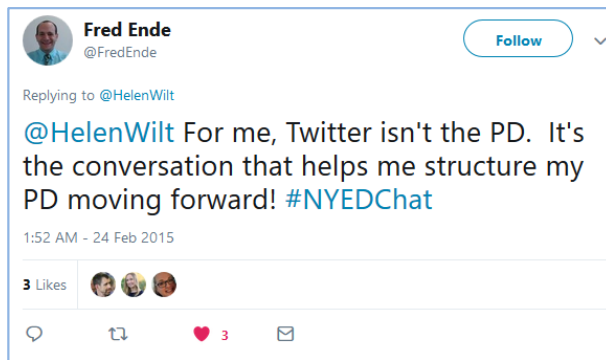 Fred Ende
@FredEnde
Follow
Replying to @HelenWilt
@HelenWilt For me, Twitter isn't the PD. It's
the conversation that helps me structure my
PD moving forward! #NYEDChat
1:52 AM - 24 Feb 2015
3 Likes
3